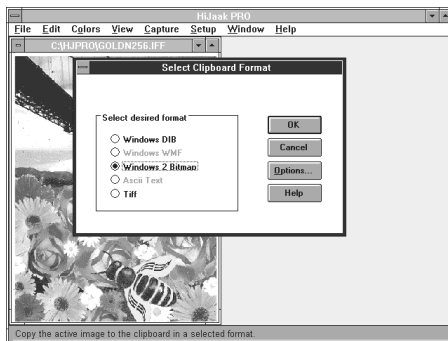 HiJaak PRO
File Edit Colors View Capture Setup Window Help
C:\HJPRO\GOLDN256.IFF
Select Clipboard Format
Select desired format
Windows DIB
Windows WMF
Windows 2 Bitmap
Ascii Text
Tiff
OK
Cancel
Options...
Help
Copy the active image to the clipboard in a selected format.